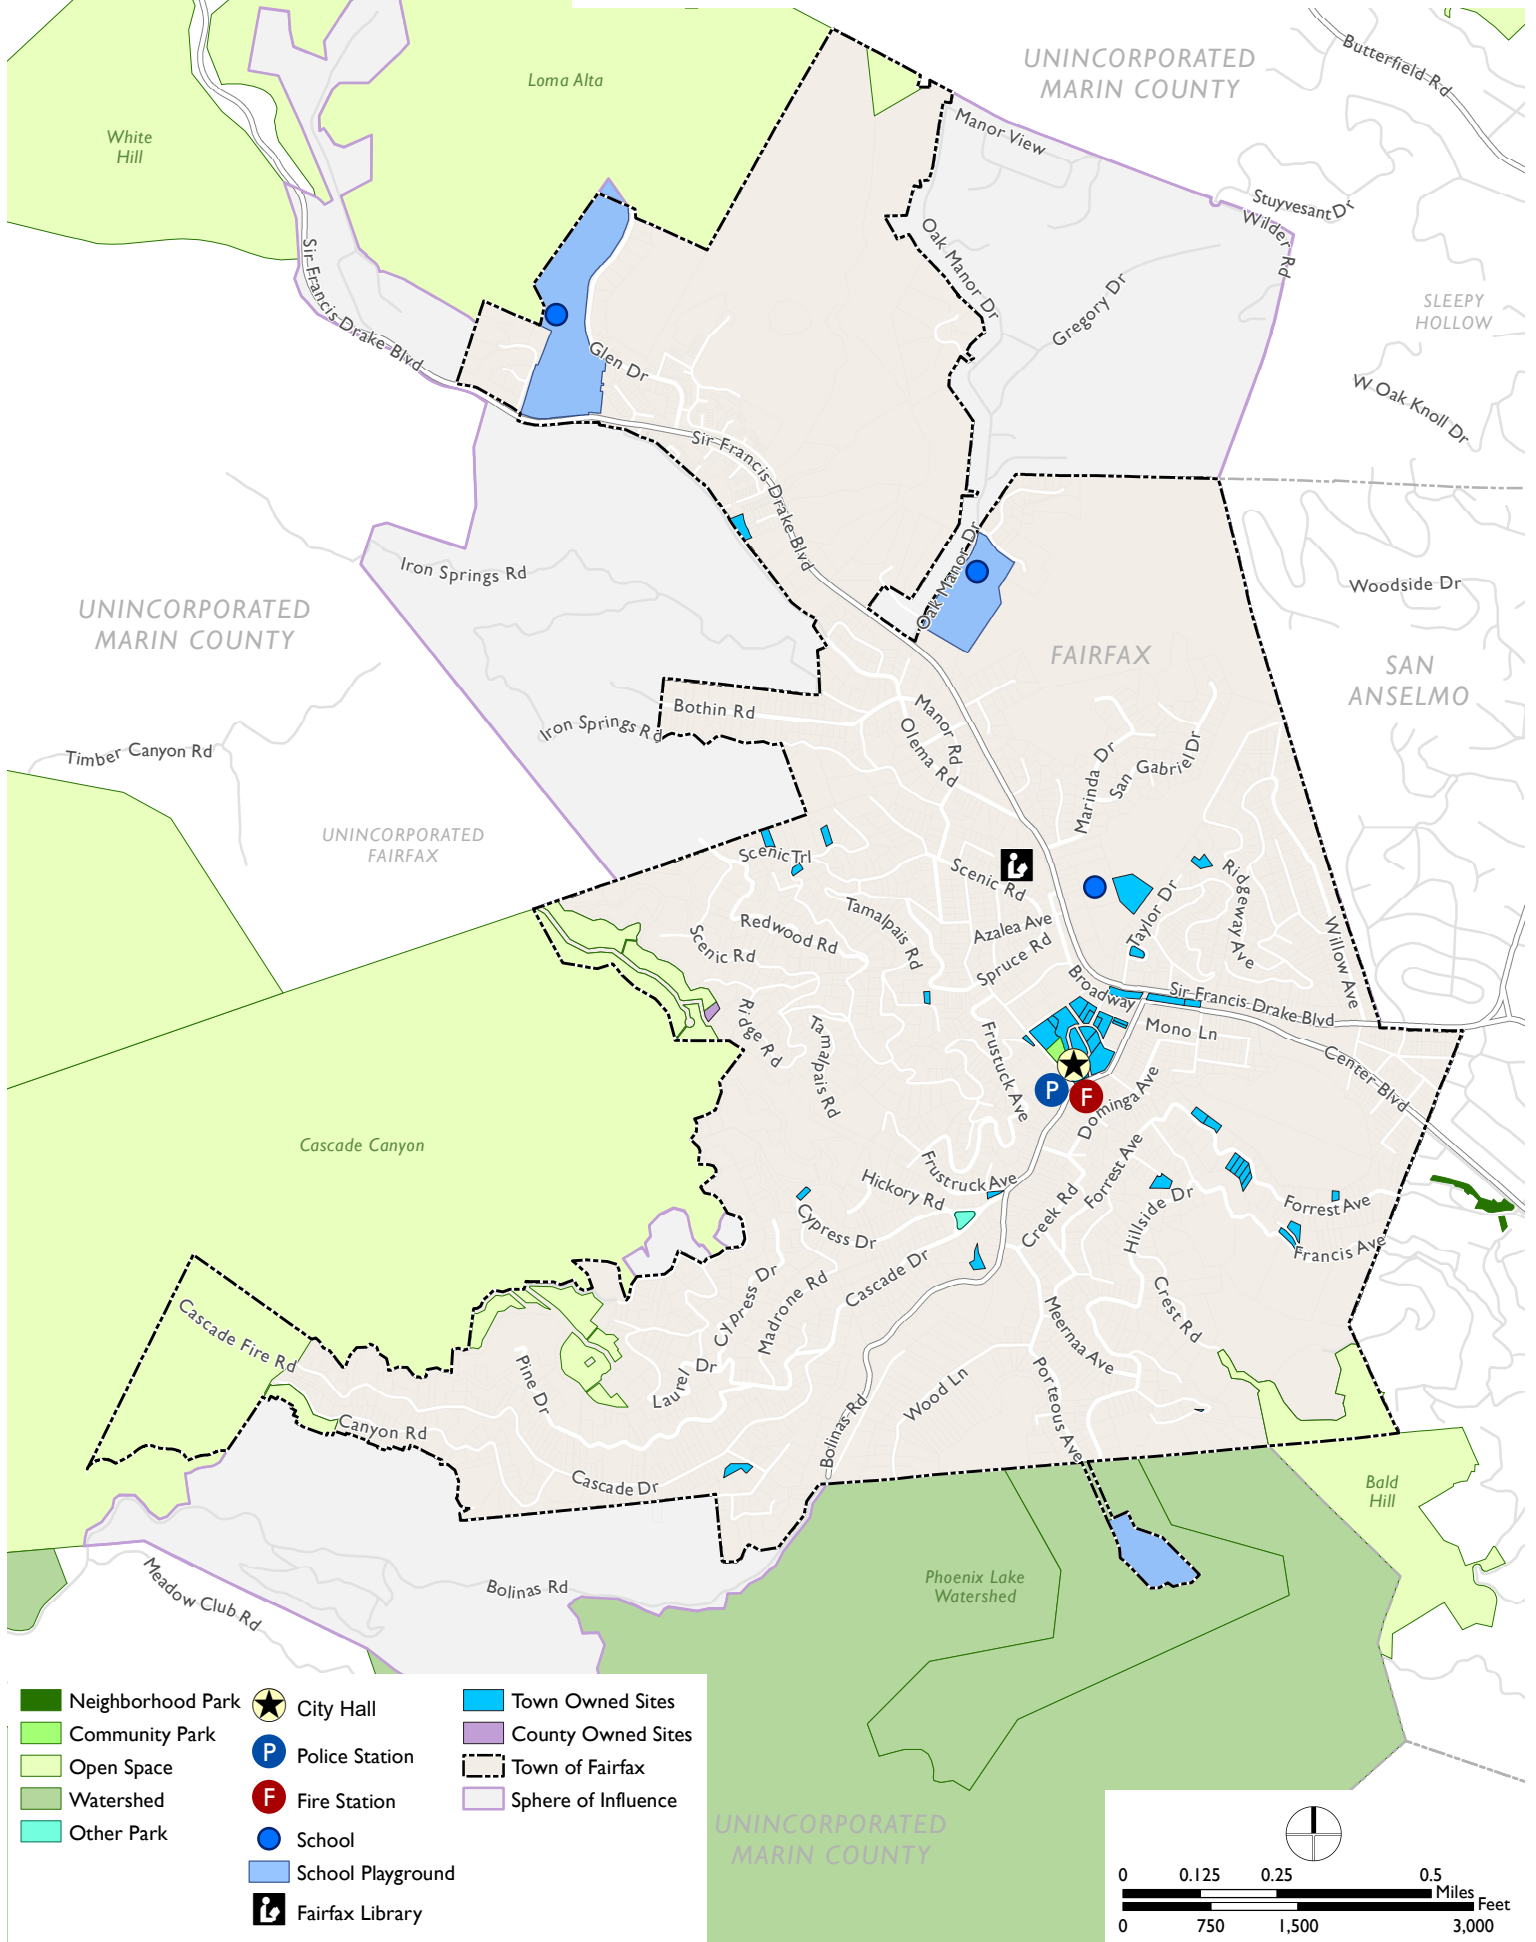 UNINCORPORATED
MARIN COUNTY
Butterfield Rd
Loma Alta
White
Hill
Manor View
Stuyvesant Dr
Wilder Rd
Oak Manor Dr
Gregory Dr
SLEEPY
HOLLOW
Sir Francis Drake Blvd
Glen Dr
W Oak Knoll Dr
Sir Francis Drake Blvd
Iron Springs Rd
Oak Manor Dr
Woodside Dr
UNINCORPORATED
MARIN COUNTY
FAIRFAX
SAN
ANSELMO
Bothin Rd
Iron Springs Rd
Manor Rd
Olema Rd
Timber Canyon Rd
Marinda Dr
San Gabriel Dr
UNINCORPORATED
FAIRFAX
Scenic Trl
Scenic Rd
Ridgeway Ave
Taylor Dr
Tamalpais Rd
Redwood Rd
Azalea Ave
Scenic Rd
Spruce Rd
Willow Ave
Broadway
Sir Francis Drake Blvd
Ridge Rd
Tamalpais Rd
Frustuck Ave
Mono Ln
Center Blvd
P
F
Dominga Ave
Cascade Canyon
Forrest Ave
Frustruck Ave
Hickory Rd
Creek Rd
Hillside Dr
Forrest Ave
Cypress Dr
Francis Ave
Cascade Dr
Cypress Dr
Madrone Rd
Crest Rd
Meernaa Ave
Cascade Fire Rd
Pine Dr
Laurel Dr
Wood Ln
Porteous Ave
Canyon Rd
Bolinas Rd
Cascade Dr
Bald
Hill
Meadow Club Rd
Bolinas Rd
Phoenix Lake
Watershed
UNINCORPORATED
MARIN COUNTY
Neighborhood Park
Community Park
Open Space
Watershed
Other Park
City Hall
P
Police Station
F
Fire Station
School
School Playground
Fairfax Library
Town Owned Sites
County Owned Sites
Town of Fairfax
Sphere of Influence
0 0.125 0.25 0.5
Miles
Feet
0 750 1,500 3,000